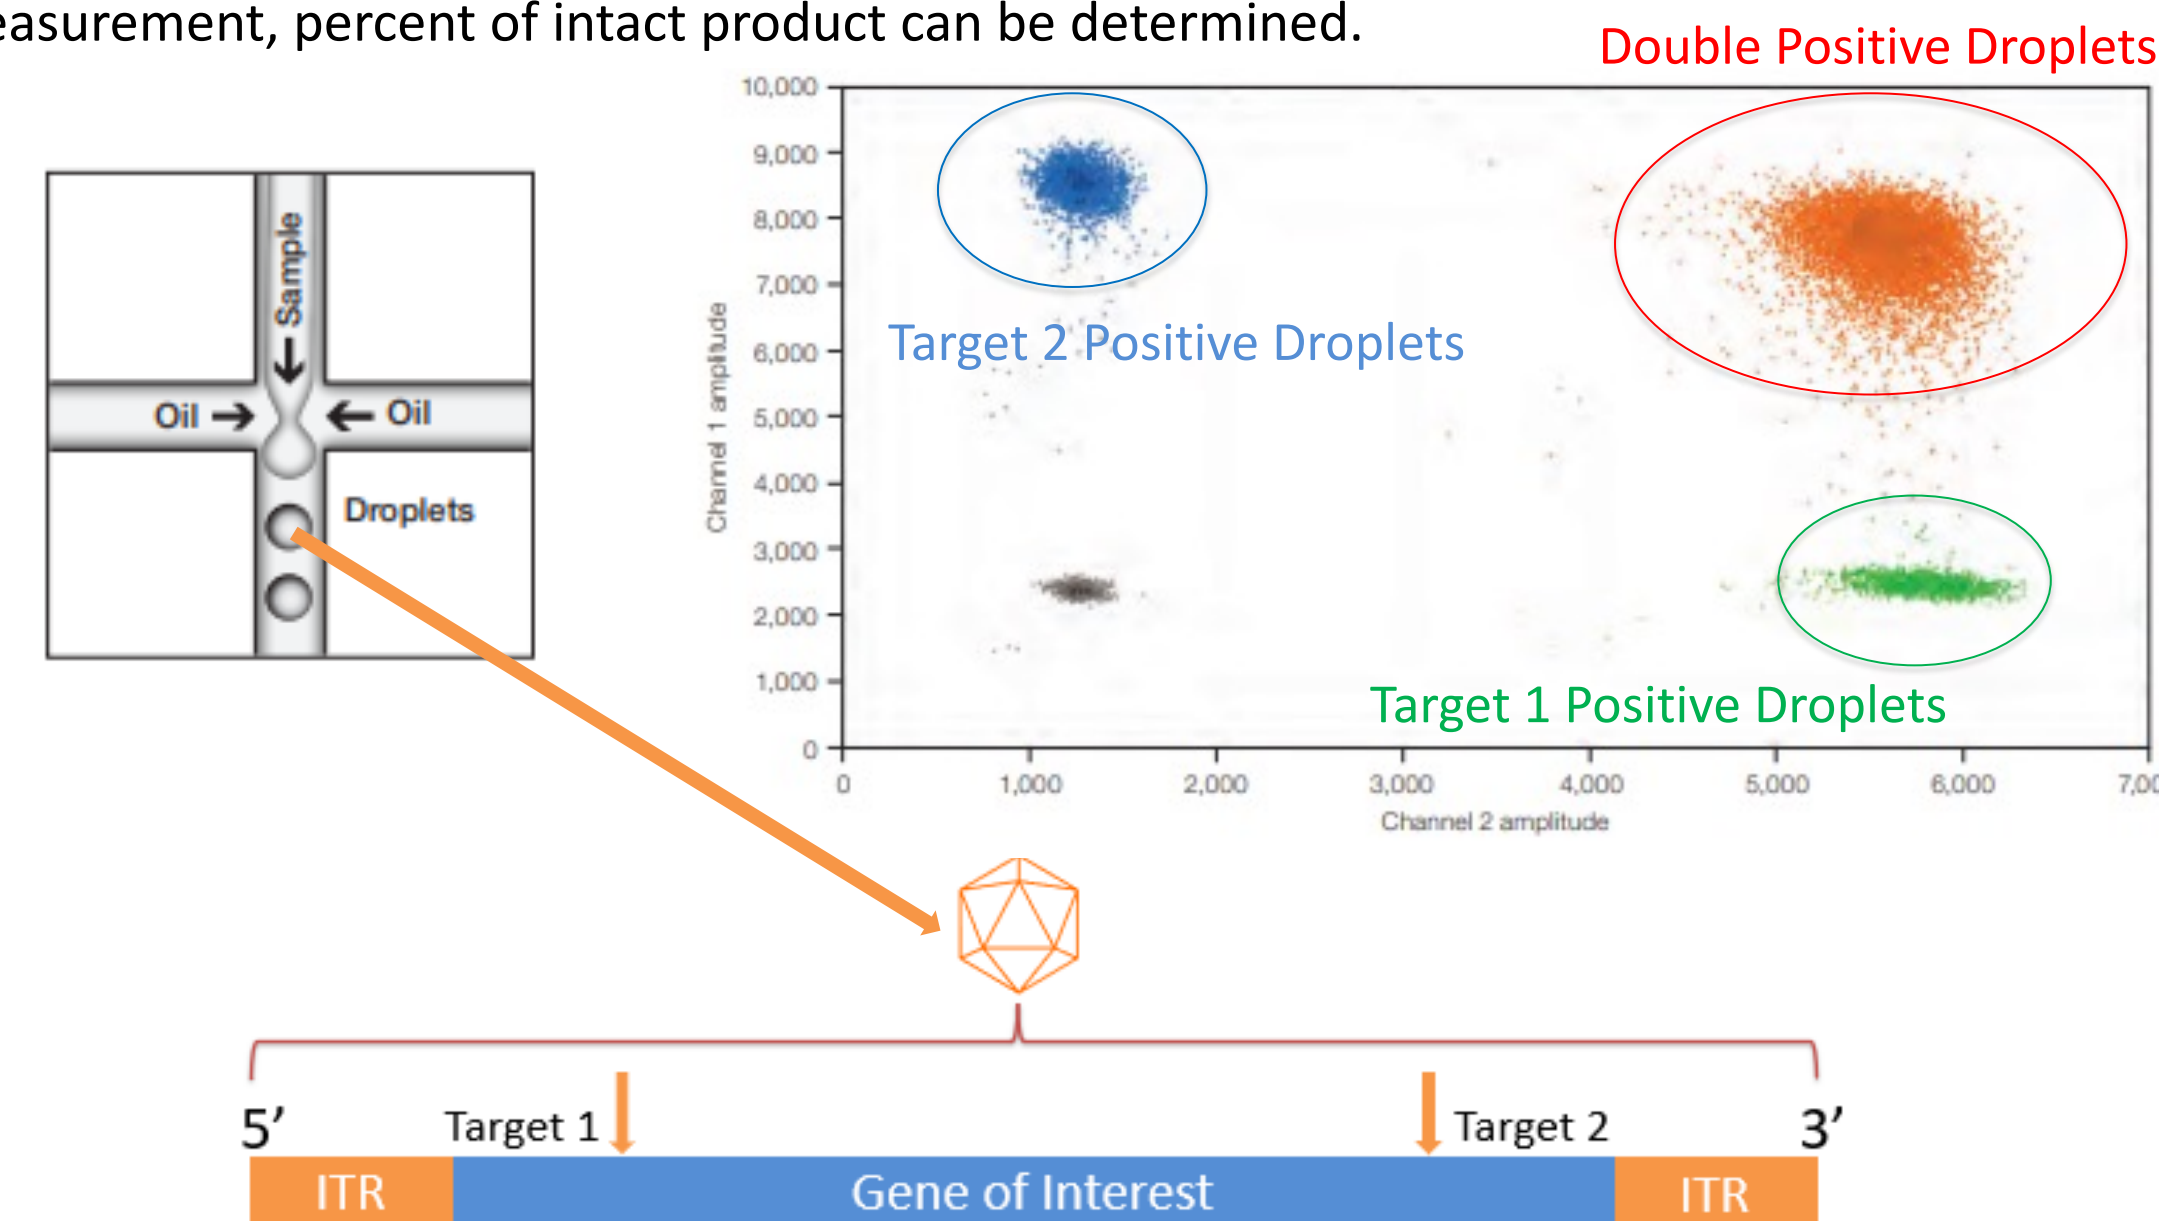 easurement, percent of intact product can be determined.
Double Positive Droplets
Sample
Oil
Oil
Droplets
10,000
9,000
8,000
7,000
6,000
5,000
4,000
3,000
2,000
1,000
0
Channel 1 amplitude
Target 2 Positive Droplets
Target 1 Positive Droplets
0
1,000
2,000
3,000
4,000
5,000
6,000
7,00
Channel 2 amplitude
5’
Target 1
Target 2
3’
ITR
Gene of Interest
ITR